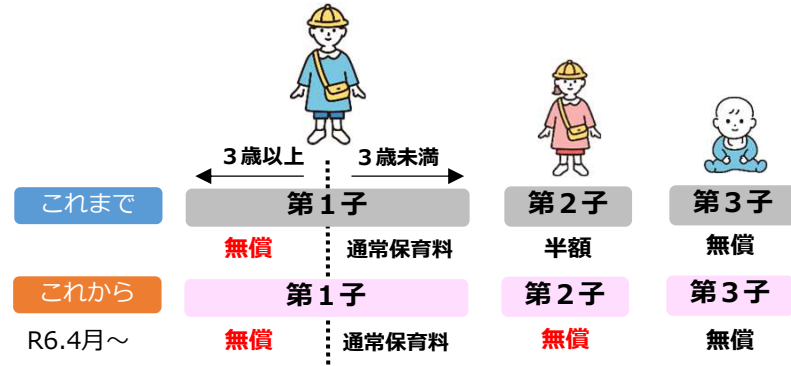 ３歳以上 ３歳未満
これまで 第１子 第２子 第３子
無償 通常保育料 半額 無償
これから 第１子 第２子 第３子
R6.4月～ 無償 通常保育料 無償 無償